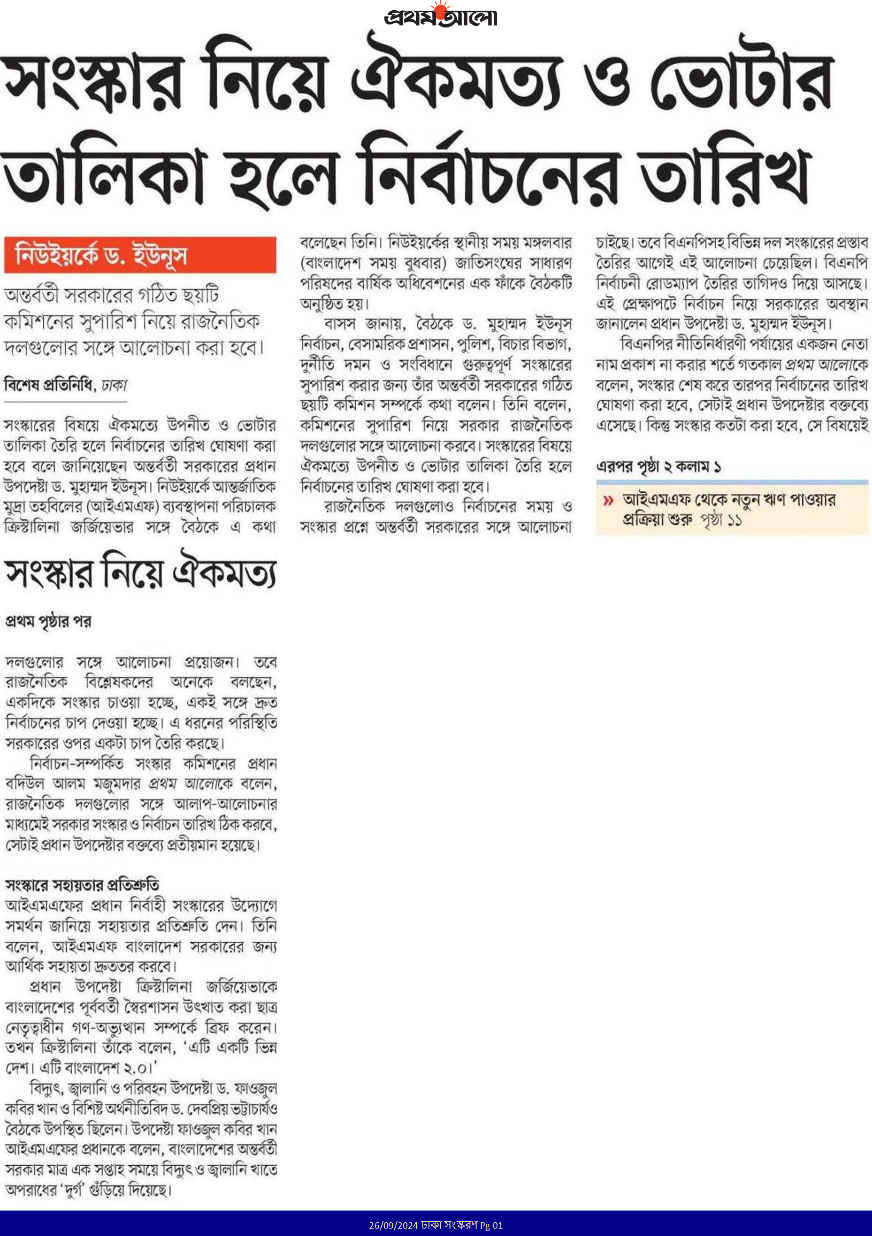 প্রথম আলো
সংস্কার নিয়ে ঐকমত্য ও ভোটার
তালিকা হলে নির্বাচনের তারিখ
নিউইয়র্কে ড. ইউনূস
অন্তর্বর্তী সরকারের গঠিত ছয়টি
কমিশনের সুপারিশ নিয়ে রাজনৈতিক
দলগুলোর সঙ্গে আলোচনা করা হবে।
বিশেষ প্রতিনিধি, ঢাকা
সংস্কারের বিষয়ে ঐকমত্যে উপনীত ও ভোটার
তালিকা তৈরি হলে নির্বাচনের তারিখ ঘোষণা করা
হবে বলে জানিয়েছেন অন্তর্বর্তী সরকারের প্রধান
উপদেষ্টা ড. মুহাম্মদ ইউনূস। নিউইয়র্কে আন্তর্জাতিক
মুদ্রা তহবিলের (আইএমএফ) ব্যবস্থাপনা পরিচালক
ক্রিস্টালিনা জর্জিয়েভার সঙ্গে বৈঠকে এ কথা
বলেছেন তিনি। নিউইয়র্কের স্থানীয় সময় মঙ্গলবার
(বাংলাদেশ সময় বুধবার) জাতিসংঘের সাধারণ
পরিষদের বার্ষিক অধিবেশনের এক ফাঁকে বৈঠকটি
অনুষ্ঠিত হয়।
বাসস জানায়, বৈঠকে ড. মুহাম্মদ ইউনূস
নির্বাচন, বেসামরিক প্রশাসন, পুলিশ, বিচার বিভাগ,
দুর্নীতি দমন ও সংবিধানে গুরুত্বপূর্ণ সংস্কারের
সুপারিশ করার জন্য তাঁর অন্তর্বর্তী সরকারের গঠিত
ছয়টি কমিশন সম্পর্কে কথা বলেন। তিনি বলেন,
কমিশনের সুপারিশ নিয়ে সরকার রাজনৈতিক
দলগুলোর সঙ্গে আলোচনা করবে। সংস্কারের বিষয়ে
ঐকমত্যে উপনীত ও ভোটার তালিকা তৈরি হলে
নির্বাচনের তারিখ ঘোষণা করা হবে।
রাজনৈতিক দলগুলোও নির্বাচনের সময় ও
সংস্কার প্রশ্নে অন্তর্বর্তী সরকারের সঙ্গে আলোচনা
চাইছে। তবে বিএনপিসহ বিভিন্ন দল সংস্কারের প্রস্তাব
তৈরির আগেই এই আলোচনা চেয়েছিল। বিএনপি
নির্বাচনী রোডম্যাপ তৈরির তাগিদও দিয়ে আসছে।
এই প্রেক্ষাপটে নির্বাচন নিয়ে সরকারের অবস্থান
জানালেন প্রধান উপদেষ্টা ড. মুহাম্মদ ইউনূস।
বিএনপির নীতিনির্ধারণী পর্যায়ের একজন নেতা
নাম প্রকাশ না করার শর্তে গতকাল প্রথম আলোকে
বলেন, সংস্কার শেষ করে তারপর নির্বাচনের তারিখ
ঘোষণা করা হবে, সেটাই প্রধান উপদেষ্টার বক্তব্যে
এসেছে। কিন্তু সংস্কার কতটা করা হবে, সে বিষয়েই
এরপর পৃষ্ঠা ২ কলাম ১
» আইএমএফ থেকে নতুন ঋণ পাওয়ার
প্রক্রিয়া শুরু পৃষ্ঠা ১১
সংস্কার নিয়ে ঐকমত্য
প্রথম পৃষ্ঠার পর
দলগুলোর সঙ্গে আলোচনা প্রয়োজন। তবে
রাজনৈতিক বিশ্লেষকদের অনেকে বলছেন,
একদিকে সংস্কার চাওয়া হচ্ছে, একই সঙ্গে দ্রুত
নির্বাচনের চাপ দেওয়া হচ্ছে। এ ধরনের পরিস্থিতি
সরকারের ওপর একটা চাপ তৈরি করছে।
নির্বাচন-সম্পর্কিত সংস্কার কমিশনের প্রধান
বদিউল আলম মজুমদার প্রথম আলোকে বলেন,
রাজনৈতিক দলগুলোর সঙ্গে আলাপ-আলোচনার
মাধ্যমেই সরকার সংস্কার ও নির্বাচন তারিখ ঠিক করবে,
সেটাই প্রধান উপদেষ্টার বক্তব্যে প্রতীয়মান হয়েছে।
সংস্কারে সহায়তার প্রতিশ্রুতি
আইএমএফের প্রধান নির্বাহী সংস্কারের উদ্যোগে
সমর্থন জানিয়ে সহায়তার প্রতিশ্রুতি দেন। তিনি
বলেন, আইএমএফ বাংলাদেশ সরকারের জন্য
আর্থিক সহায়তা দ্রুততর করবে।
প্রধান উপদেষ্টা ক্রিস্টালিনা জর্জিয়েভাকে
বাংলাদেশের পূর্ববর্তী স্বৈরশাসন উৎখাত করা ছাত্র
নেতৃত্বাধীন গণ-অভ্যুত্থান সম্পর্কে ব্রিফ করেন।
তখন ক্রিস্টালিনা তাঁকে বলেন, ‘এটি একটি ভিন্ন
দেশ। এটি বাংলাদেশ ২.০।’
বিদ্যুৎ, জ্বালানি ও পরিবহন উপদেষ্টা ড. ফাওজুল
কবির খান ও বিশিষ্ট অর্থনীতিবিদ ড. দেবপ্রিয় ভট্টাচার্যও
বৈঠকে উপস্থিত ছিলেন। উপদেষ্টা ফাওজুল কবির খান
আইএমএফের প্রধানকে বলেন, বাংলাদেশের অন্তর্বর্তী
সরকার মাত্র এক সপ্তাহ সময়ে বিদ্যুৎ ও জ্বালানি খাতে
অপরাধের ‘দুর্গ’ গুঁড়িয়ে দিয়েছে।
26/09/2024 ঢাকা সংস্করণ Pg 01